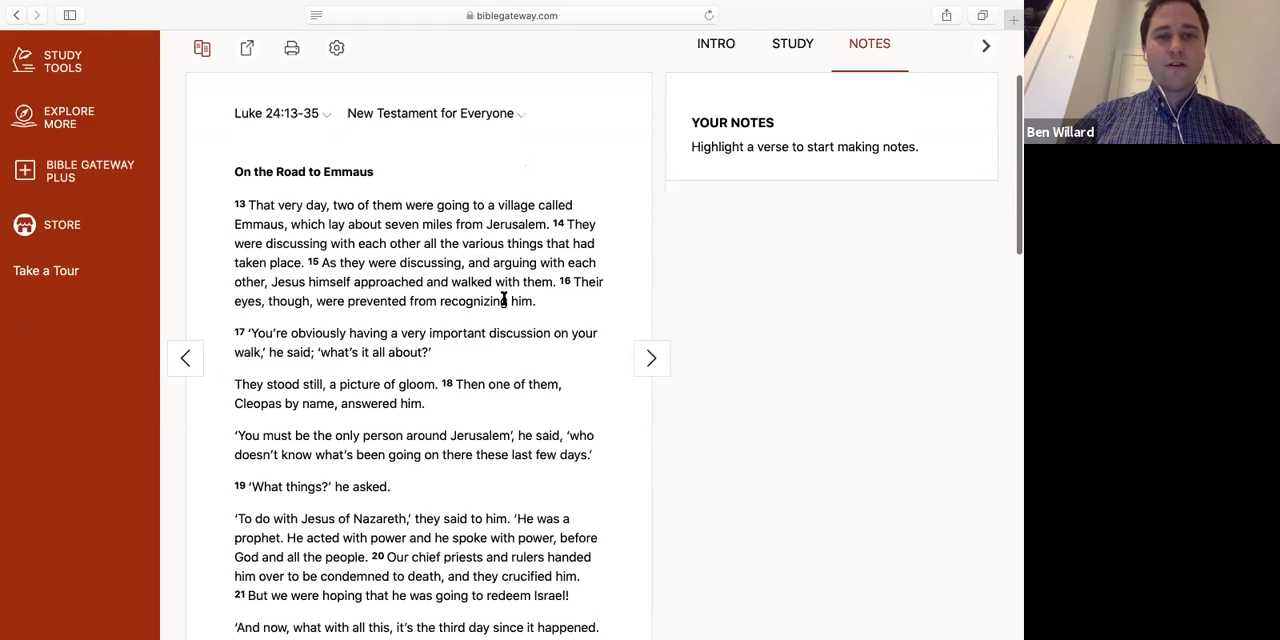 biblegateway.com
STUDY
TOOLS
EXPLORE
MORE
BIBLE GATEWAY
PLUS
STORE
Take a Tour
INTRO STUDY NOTES
Luke 24:13-35 New Testament for Everyone
On the Road to Emmaus
13 That very day, two of them were going to a village called
Emmaus, which lay about seven miles from Jerusalem. 14 They
were discussing with each other all the various things that had
taken place. 15 As they were discussing, and arguing with each
other, Jesus himself approached and walked with them. 16 Their
eyes, though, were prevented from recognizing him.
17 ‘You’re obviously having a very important discussion on your
walk,’ he said; ‘what’s it all about?’
They stood still, a picture of gloom. 18 Then one of them,
Cleopas by name, answered him.
‘You must be the only person around Jerusalem’, he said, ‘who
doesn’t know what’s been going on there these last few days.’
19 ‘What things?’ he asked.
‘To do with Jesus of Nazareth,’ they said to him. ‘He was a
prophet. He acted with power and he spoke with power, before
God and all the people. 20 Our chief priests and rulers handed
him over to be condemned to death, and they crucified him.
21 But we were hoping that he was going to redeem Israel!
‘And now, what with all this, it’s the third day since it happened.
YOUR NOTES
Highlight a verse to start making notes.
Ben Willard